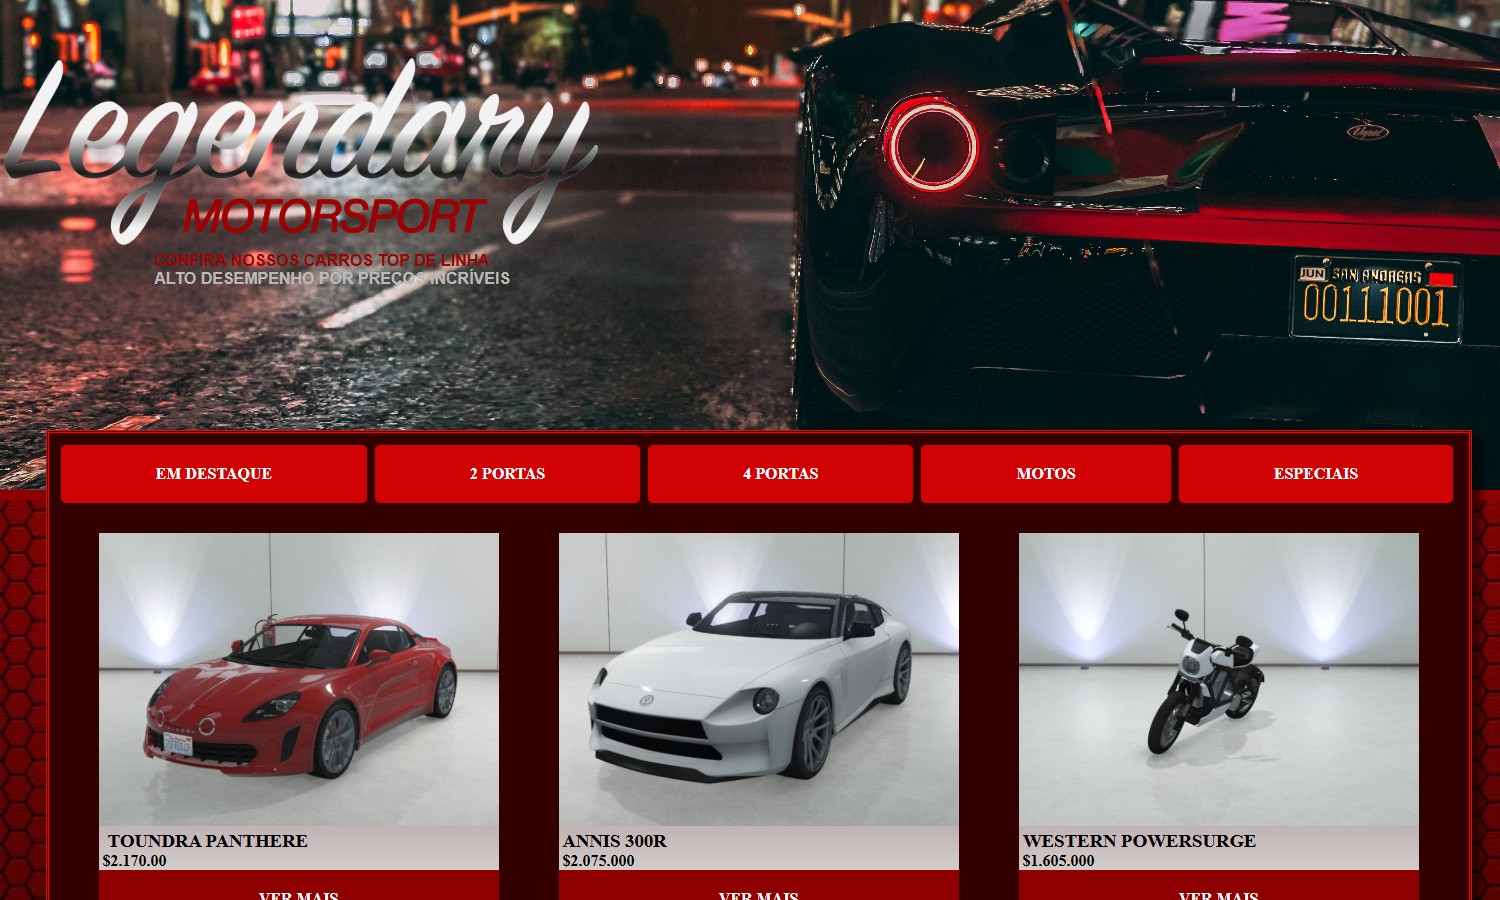 Legendary
MOTORSPORT
CONFIRA NOSSOS CARROS TOP DE LINHA
ALTO DESEMPENHO POR PREÇOS INCRÍVEIS
Vapid
JUN SAN ANDREAS
00111001
EM DESTAQUE
2 PORTAS
4 PORTAS
MOTOS
ESPECIAIS
TOUNDRA PANTHERE
$2.170.00
ANNIS 300R
$2.075.000
WESTERN POWERSURGE
$1.605.000
VER MAIS
VER MAIS
VER MAIS